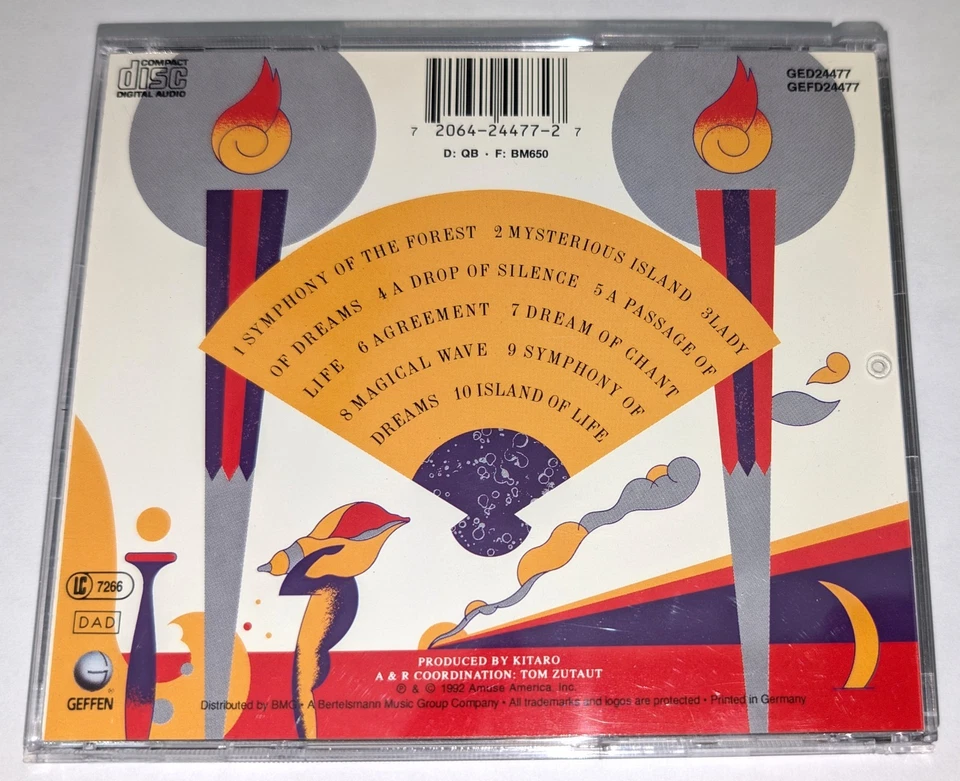 COMPACT
disc
DIGITAL AUDIO
7 2064-24477-2 7
D: QB · F: BM650
GED24477
GEFD24477
1 SYMPHONY OF THE FOREST 2 MYSTERIOUS ISLAND 3 LADY
OF DREAMS 4 A DROP OF SILENCE 5 A PASSAGE OF
LIFE 6 AGREEMENT 7 DREAM OF CHANT
8 MAGICAL WAVE 9 SYMPHONY OF
DREAMS 10 ISLAND OF LIFE
LC 7266
DAD
GEFFEN
PRODUCED BY KITARO
A & R COORDINATION: TOM ZUTAUT
℗ & © 1992 Amuse America, Inc.
Distributed by BMG • A Bertelsmann Music Group Company • All trademarks and logos are protected • Printed in Germany